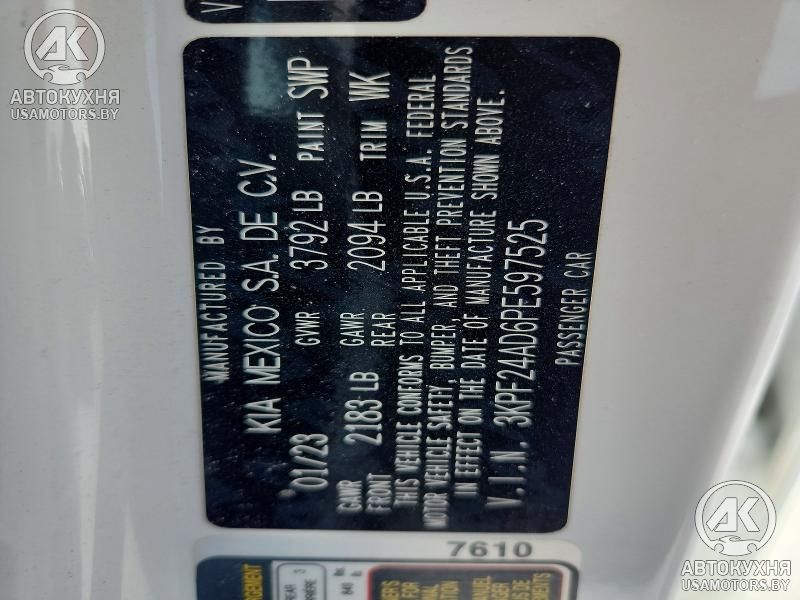 MANUFACTURED BY
KIA MEXICO S.A. DE C.V.
01/23 GVWR 3792 LB PAINT SWP
GAWR FRONT 2183 LB GAWR REAR 2094 LB TRIM WK
THIS VEHICLE CONFORMS TO ALL APPLICABLE U.S.A. FEDERAL
MOTOR VEHICLE SAFETY, BUMPER, AND THEFT PREVENTION STANDARDS
IN EFFECT ON THE DATE OF MANUFACTURE SHOWN ABOVE.
V.I.N. 3KPF24AD6PE597525
PASSENGER CAR
7610
АК
АВТОКУХНЯ
USAMOTORS.BY
АК
АВТОКУХНЯ
USAMOTORS.BY